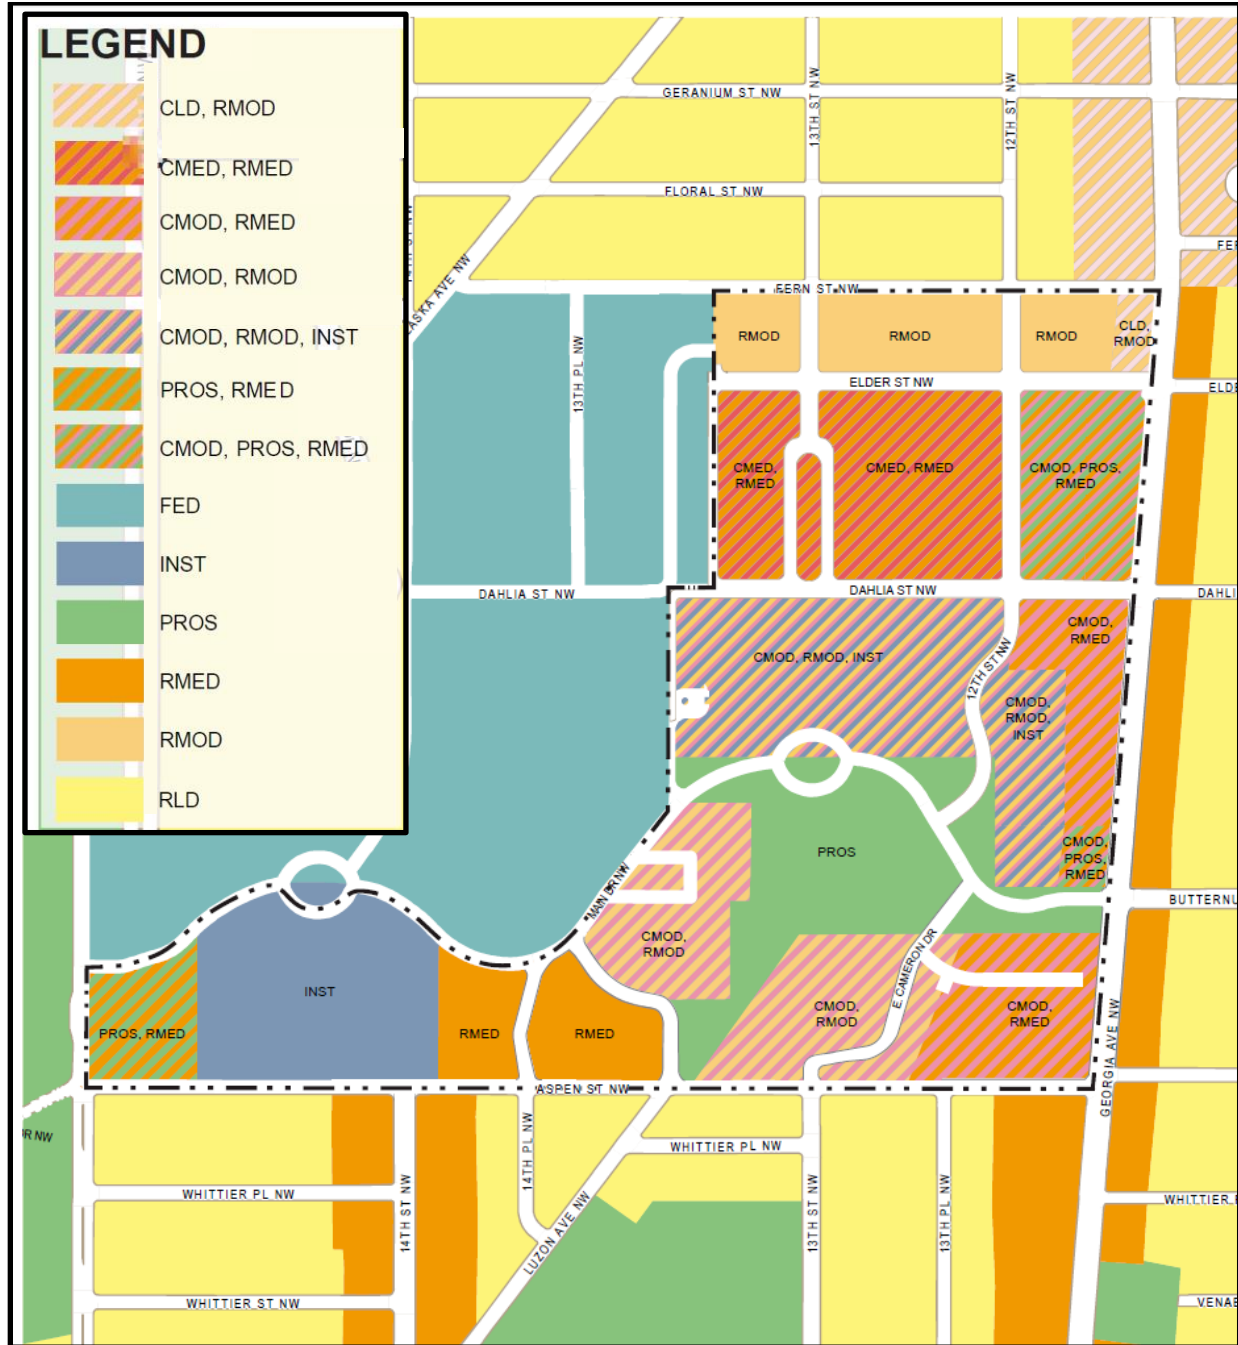 LEGEND
CLD, RMOD
CMED, RMED
CMOD, RMED
CMOD, RMOD
CMOD, RMOD, INST
PROS, RMED
CMOD, PROS, RMED
FED
INST
PROS
RMED
RMOD
RLD
GERANIUM ST NW
13TH ST NW
12TH ST NW
FLORAL ST NW
FERN ST NW
13TH PL NW
RMOD
RMOD
RMOD
CLD,
RMOD
ELDER ST NW
CMED,
RMED
CMED, RMED
CMOD, PROS,
RMED
DAHLIA ST NW
DAHLIA ST NW
CMOD,
RMED
CMOD, RMOD, INST
12TH ST NW
CMOD,
RMOD,
INST
PROS
CMOD,
PROS,
RMED
MAIN DR NW
CMOD,
RMOD
E. CAMERON DR
INST
PROS, RMED
RMED
RMED
CMOD,
RMOD
CMOD,
RMED
GEORGIA AVE NW
ASPEN ST NW
WHITTIER PL NW
WHITTIER PL NW
14TH ST NW
14TH PL NW
LUZON AVE NW
13TH ST NW
13TH PL NW
WHITTIER ST NW